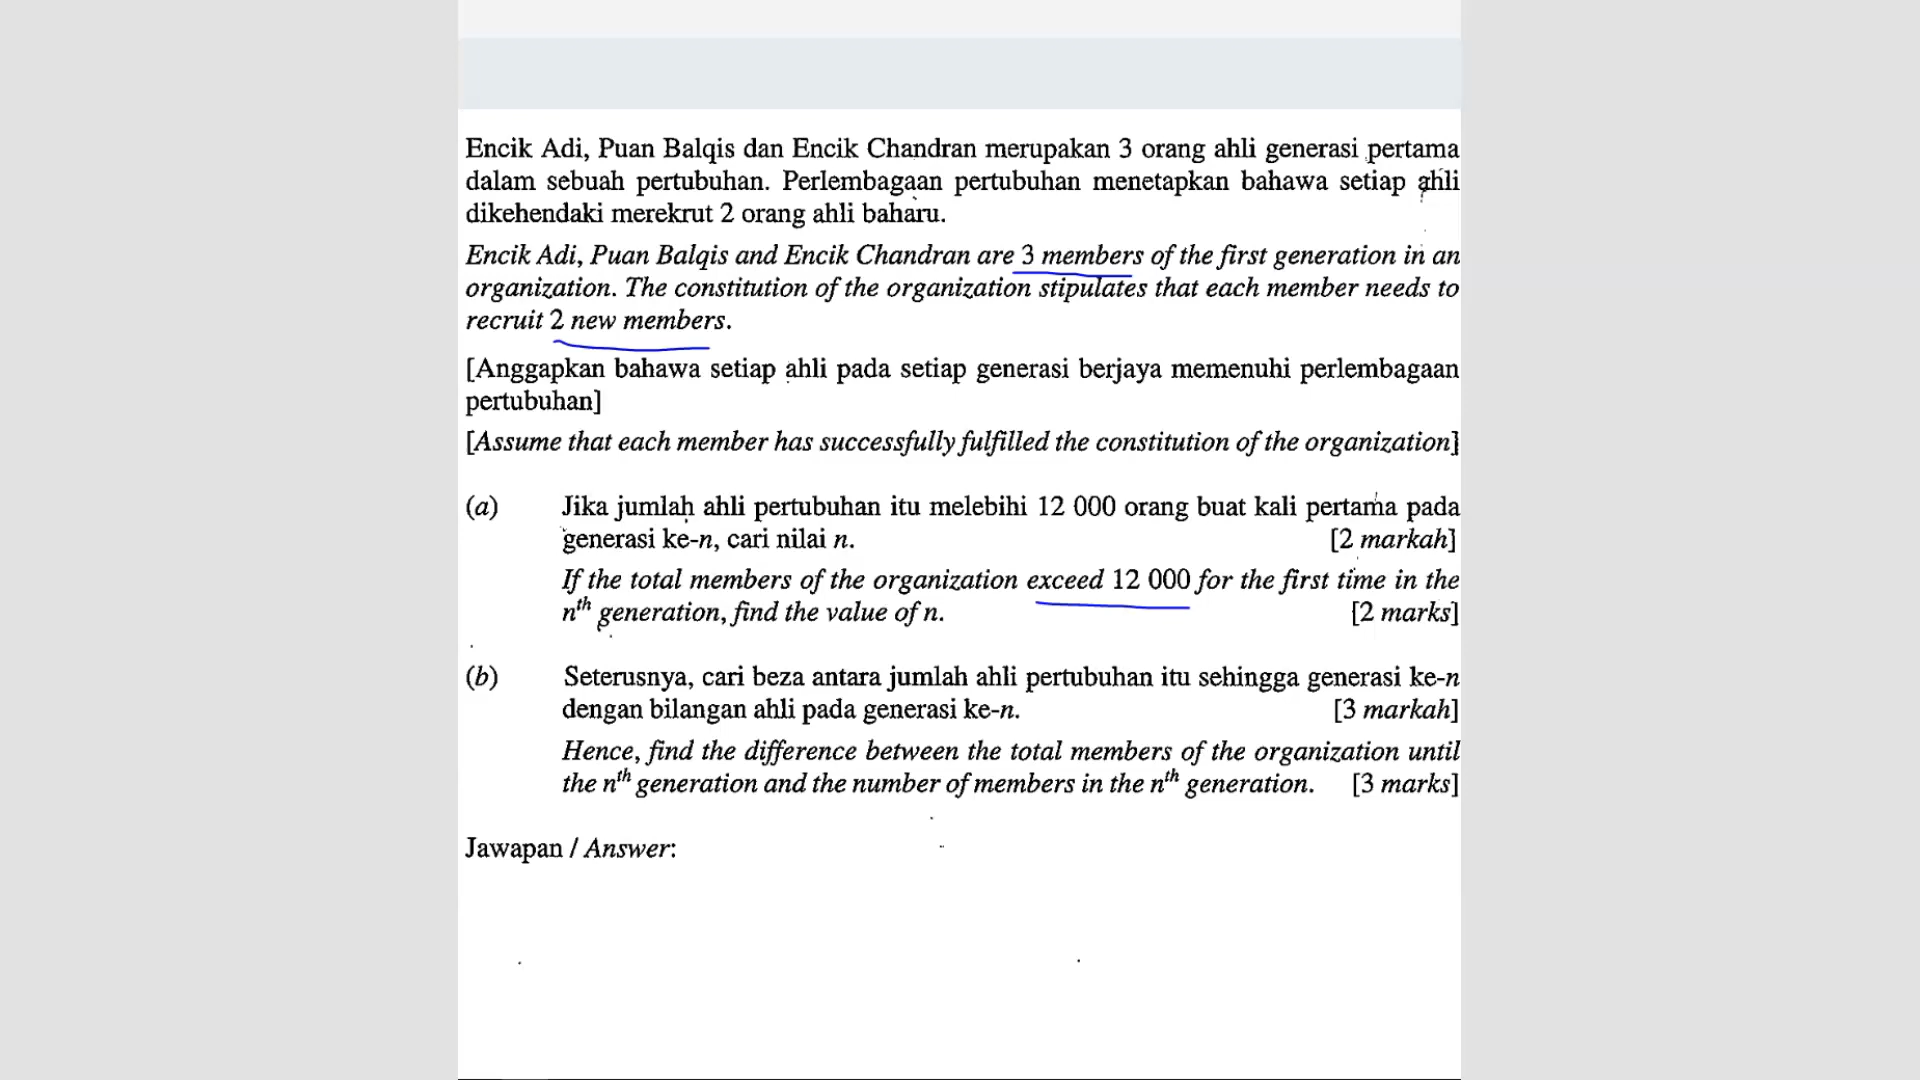 Encik Adi, Puan Balqis dan Encik Chandran merupakan 3 orang ahli generasi pertama
dalam sebuah pertubuhan. Perlembagaan pertubuhan menetapkan bahawa setiap ahli
dikehendaki merekrut 2 orang ahli baharu.
Encik Adi, Puan Balqis and Encik Chandran are 3 members of the first generation in an
organization. The constitution of the organization stipulates that each member needs to
recruit 2 new members.
[Anggapkan bahawa setiap ahli pada setiap generasi berjaya memenuhi perlembagaan
pertubuhan]
[Assume that each member has successfully fulfilled the constitution of the organization]
(a) Jika jumlah ahli pertubuhan itu melebihi 12 000 orang buat kali pertama pada
generasi ke-n, cari nilai n. [2 markah]
If the total members of the organization exceed 12 000 for the first time in the
nth generation, find the value of n. [2 marks]
(b) Seterusnya, cari beza antara jumlah ahli pertubuhan itu sehingga generasi ke-n
dengan bilangan ahli pada generasi ke-n. [3 markah]
Hence, find the difference between the total members of the organization until
the nth generation and the number of members in the nth generation. [3 marks]
Jawapan / Answer: